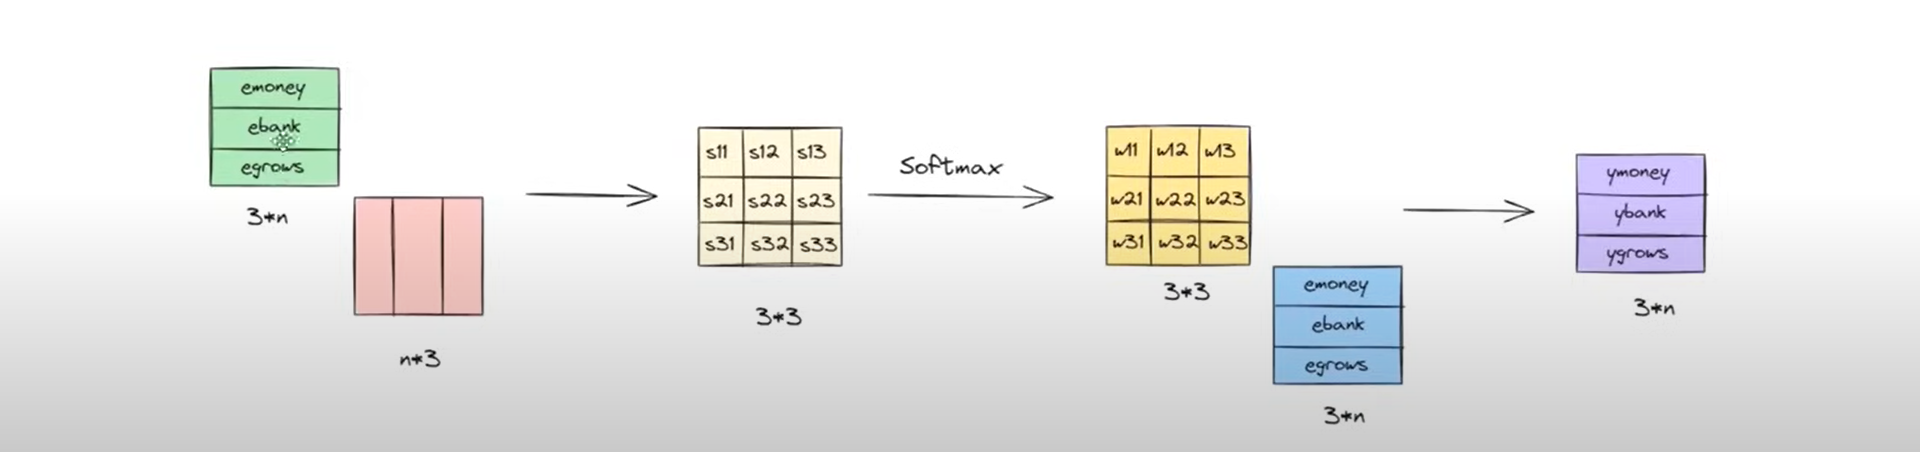 emoney
ebank
egrows
3*n
n*3
s11 s12 s13
s21 s22 s23
s31 s32 s33
3*3
Softmax
w11 w12 w13
w21 w22 w23
w31 w32 w33
3*3
emoney
ebank
egrows
3*n
ymoney
ybank
ygrows
3*n